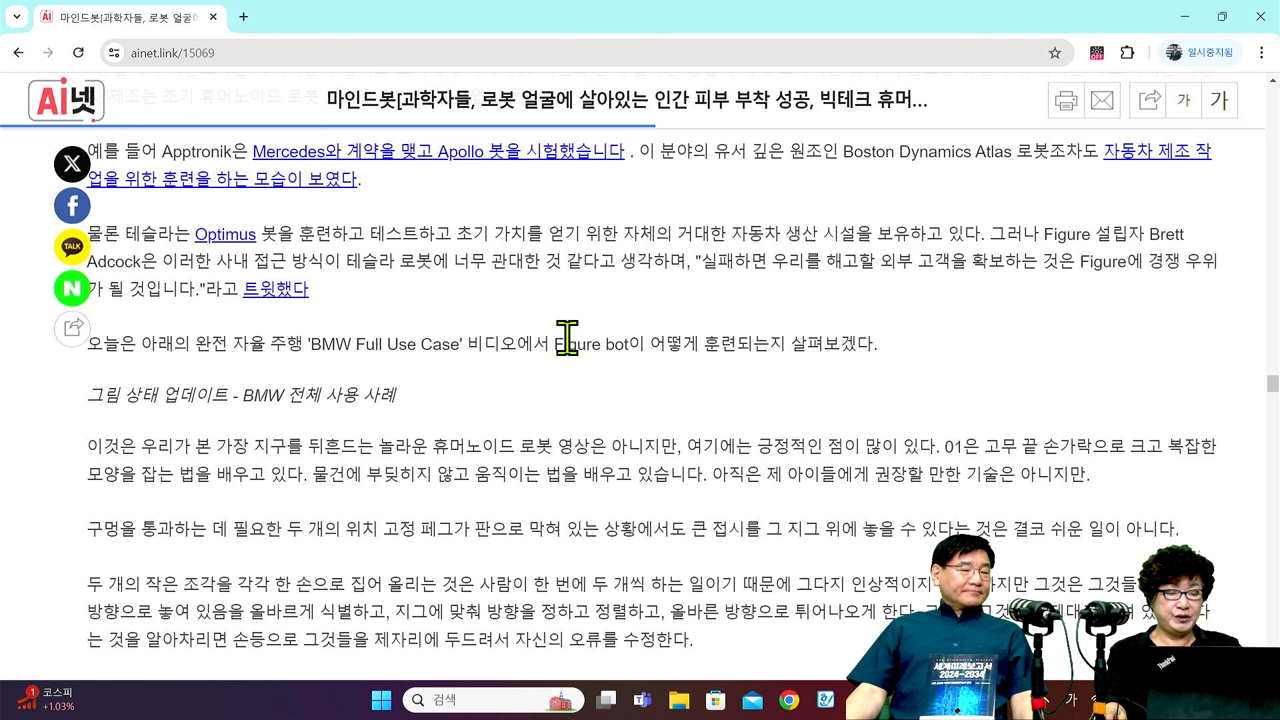 마인드봇[과학자들, 로봇 얼굴에
ainet.link/15069
OFF
일시중지됨
Ai넷
마인드봇[과학자들, 로봇 얼굴에 살아있는 인간 피부 부착 성공, 빅테크 휴머...
가 가
예를 들어 Apptronik은 Mercedes와 계약을 맺고 Apollo 봇을 시험했습니다 . 이 분야의 유서 깊은 원조인 Boston Dynamics Atlas 로봇조차도 자동차 제조 작
업을 위한 훈련을 하는 모습이 보였다.
물론 테슬라는 Optimus 봇을 훈련하고 테스트하고 초기 가치를 얻기 위한 자체의 거대한 자동차 생산 시설을 보유하고 있다. 그러나 Figure 설립자 Brett
TALK
Adcock은 이러한 사내 접근 방식이 테슬라 로봇에 너무 관대한 것 같다고 생각하며, "실패하면 우리를 해고할 외부 고객을 확보하는 것은 Figure에 경쟁 우위
N
가 될 것입니다."라고 트윗했다
오늘은 아래의 완전 자율 주행 'BMW Full Use Case' 비디오에서 Figure bot이 어떻게 훈련되는지 살펴보겠다.
그림 상태 업데이트 - BMW 전체 사용 사례
이것은 우리가 본 가장 지구를 뒤흔드는 놀라운 휴머노이드 로봇 영상은 아니지만, 여기에는 긍정적인 점이 많이 있다. 01은 고무 끝 손가락으로 크고 복잡한
모양을 잡는 법을 배우고 있다. 물건에 부딪히지 않고 움직이는 법을 배우고 있습니다. 아직은 제 아이들에게 권장할 만한 기술은 아니지만.
구멍을 통과하는 데 필요한 두 개의 위치 고정 페그가 판으로 막혀 있는 상황에서도 큰 접시를 그 지그 위에 놓을 수 있다는 것은 결코 쉬운 일이 아니다.
두 개의 작은 조각을 각각 한 손으로 집어 올리는 것은 사람이 한 번에 두 개씩 하는 일이기 때문에 그다지 인상적이지 지만 그것은 그것들
방향으로 놓여 있음을 올바르게 식별하고, 지그에 맞춰 방향을 정하고 정렬하고, 올바른 방향으로 튀어나오게 한다.
는 것을 알아차리면 손등으로 그것들을 제자리에 두드려서 자신의 오류를 수정한다.
세계미래보고서
2024-2034
ThinkPad
1
코스피
+1.03%
검색
가